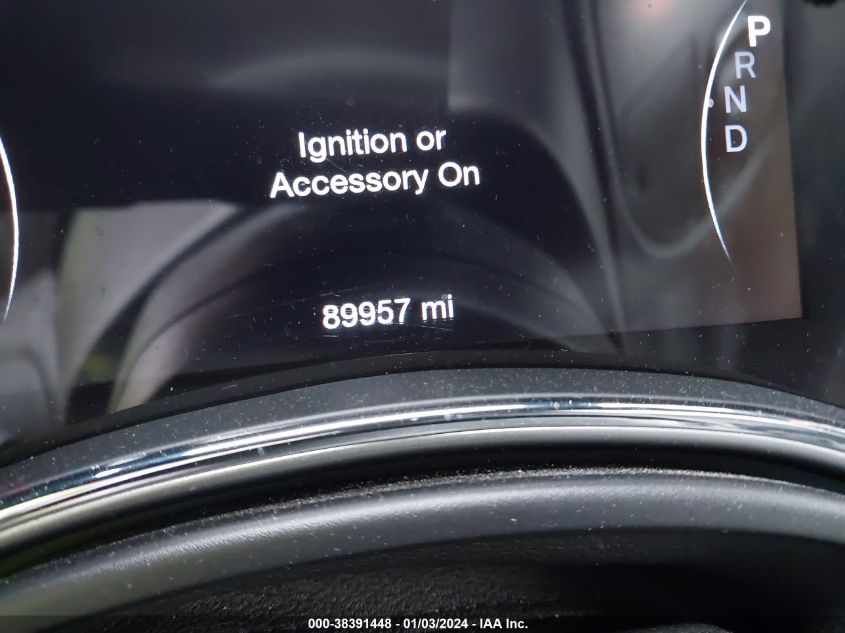 P
R
N
D
Ignition or
Accessory On
89957 mi
000-38391448 - 01/03/2024 - IAA Inc.